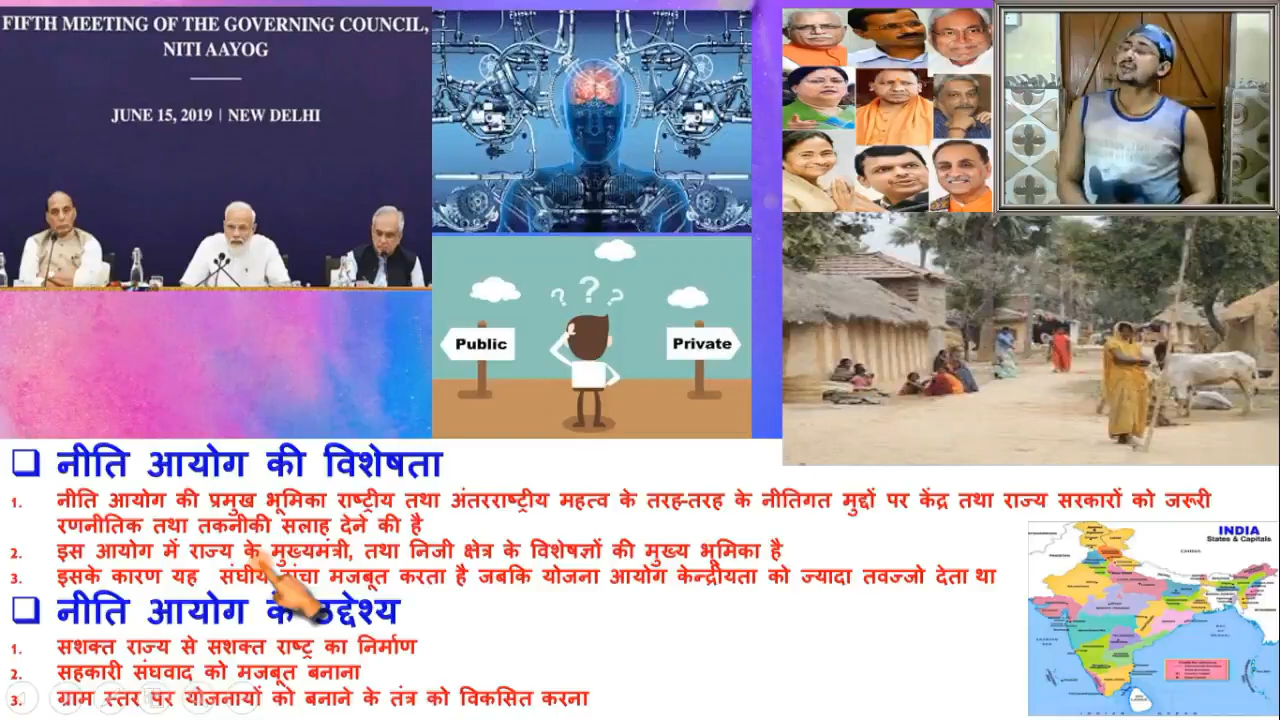 FIFTH MEETING OF THE GOVERNING COUNCIL,
NITI AAYOG
JUNE 15, 2019 | NEW DELHI
Public
? ? ?
Private
नीति आयोग की विशेषता
1. नीति आयोग की प्रमुख भूमिका राष्ट्रीय तथा अंतरराष्ट्रीय महत्व के तरह-तरह के नीतिगत मुद्दों पर केंद्र तथा राज्य सरकारों को जरूरी
रणनीतिक तथा तकनीकी सलाह देने की है
2. इस आयोग में राज्य के मुख्यमंत्री, तथा निजी क्षेत्र के विशेषज्ञों की मुख्य भूमिका है
3. इसके कारण यह संघीय मजबूत करता है जबकि योजना आयोग केन्द्रीयता को ज्यादा तवज्जो देता था
नीति आयोग के उद्देश्य
1. सशक्त राज्य से सशक्त राष्ट्र का निर्माण
2. सहकारी संघवाद को मजबूत बनाना
3. ग्राम स्तर पर योजनायों को बनाने के तंत्र को विकसित करना
INDIA
States & Capitals
CHINA